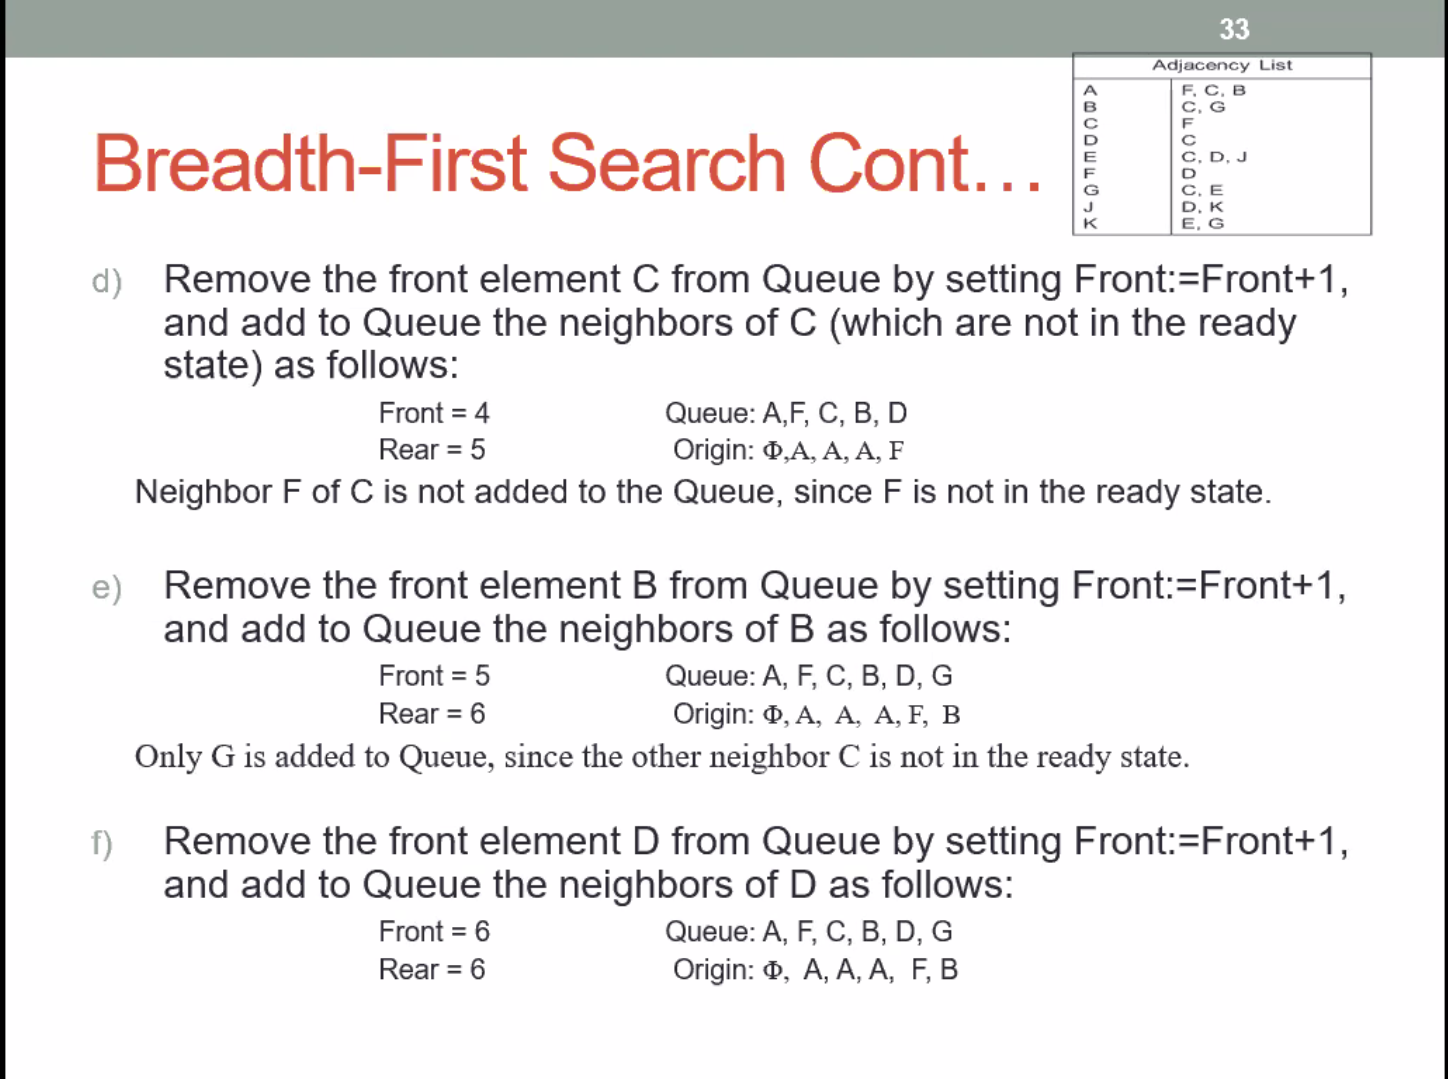 33
Adjacency List
A F, C, B
B C, G
C F
D C
E C, D, J
F D
G C, E
J D, K
K E, G
Breadth-First Search Cont…
d) Remove the front element C from Queue by setting Front:=Front+1,
and add to Queue the neighbors of C (which are not in the ready
state) as follows:
Front = 4 Queue: A,F, C, B, D
Rear = 5 Origin: Φ,A, A, A, F
Neighbor F of C is not added to the Queue, since F is not in the ready state.
e) Remove the front element B from Queue by setting Front:=Front+1,
and add to Queue the neighbors of B as follows:
Front = 5 Queue: A, F, C, B, D, G
Rear = 6 Origin: Φ, A, A, A, F, B
Only G is added to Queue, since the other neighbor C is not in the ready state.
f) Remove the front element D from Queue by setting Front:=Front+1,
and add to Queue the neighbors of D as follows:
Front = 6 Queue: A, F, C, B, D, G
Rear = 6 Origin: Φ, A, A, A, F, B